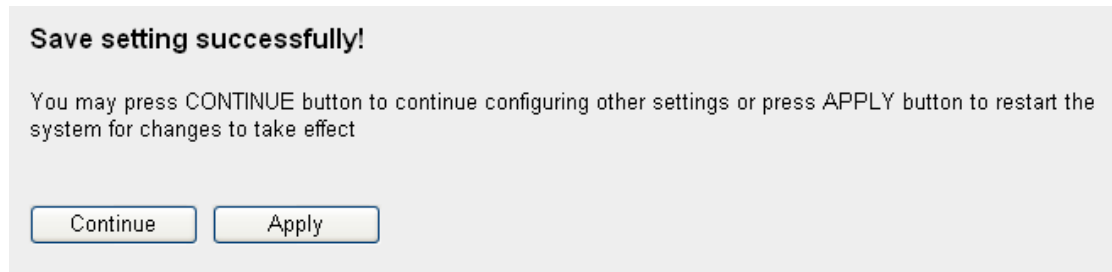 Save setting successfully!
You may press CONTINUE button to continue configuring other settings or press APPLY button to restart the
system for changes to take effect
Continue
Apply